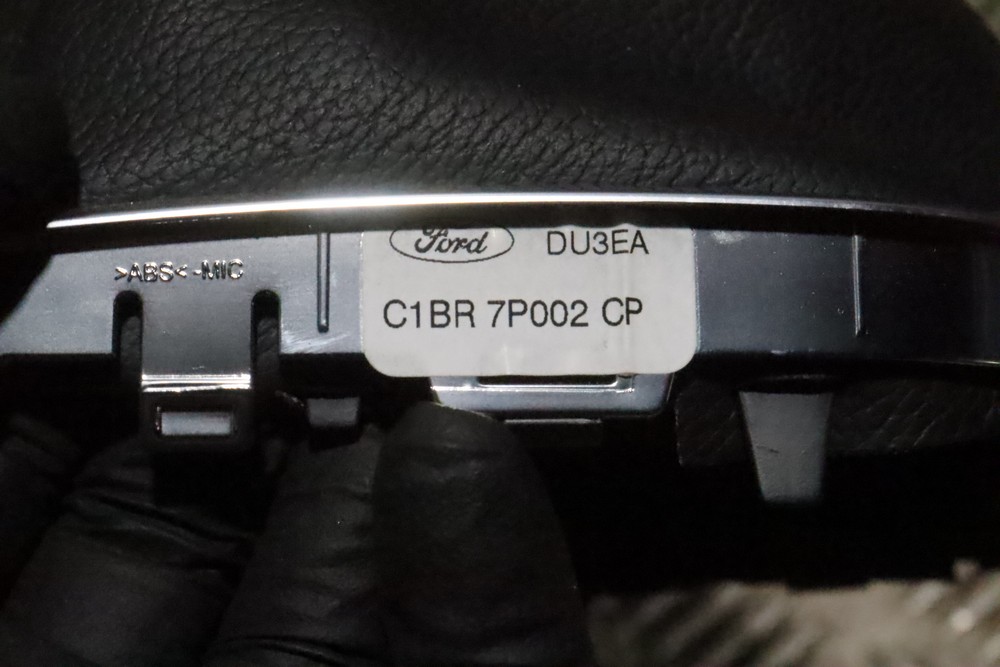 Ford DU3EA
C1BR 7P002 CP
>ABS<-MIC